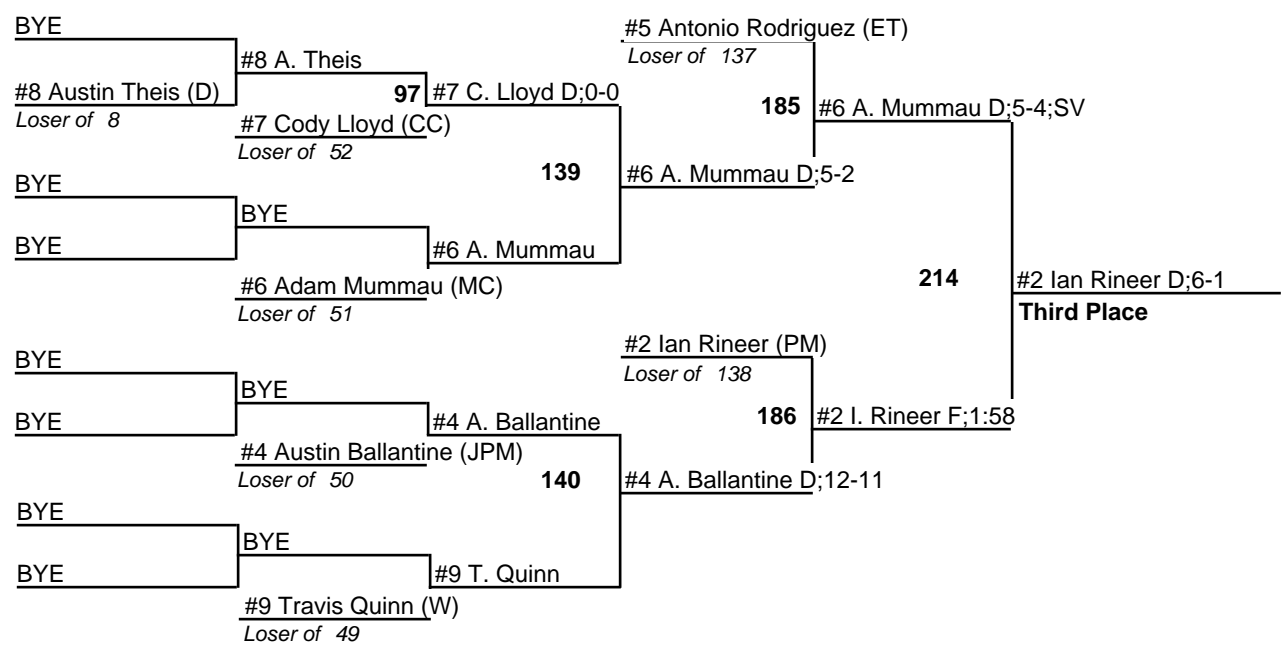 BYE
#5 Antonio Rodriguez (ET)
Loser of 137
#8 A. Theis
#8 Austin Theis (D)
Loser of 8
97
#7 C. Lloyd D;0-0
185
#6 A. Mummau D;5-4;SV
#7 Cody Lloyd (CC)
Loser of 52
139
#6 A. Mummau D;5-2
BYE
BYE
BYE
#6 A. Mummau
#6 Adam Mummau (MC)
Loser of 51
214
#2 Ian Rineer D;6-1
Third Place
BYE
#2 Ian Rineer (PM)
Loser of 138
BYE
BYE
#4 A. Ballantine
186
#2 I. Rineer F;1:58
#4 Austin Ballantine (JPM)
Loser of 50
140
#4 A. Ballantine D;12-11
BYE
BYE
BYE
#9 T. Quinn
#9 Travis Quinn (W)
Loser of 49